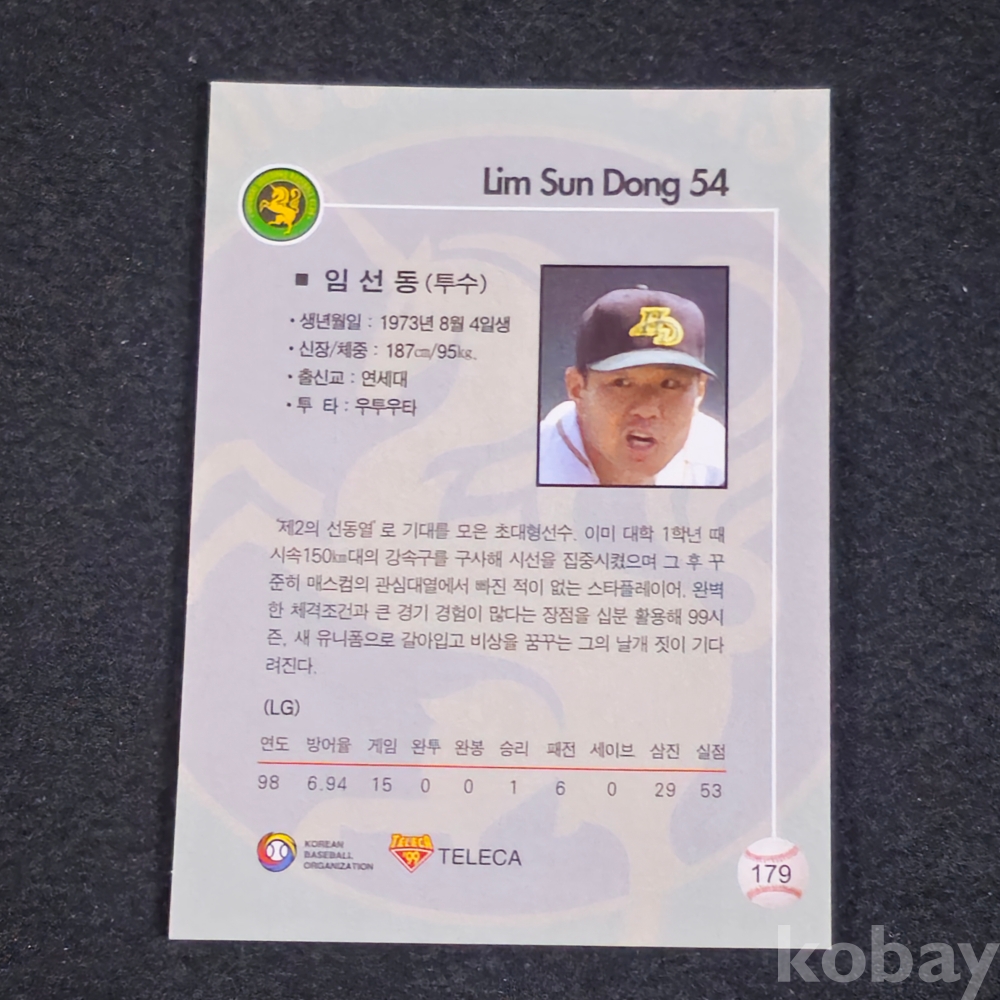 Lim Sun Dong 54
■ 임 선 동 (투수)
• 생년월일 : 1973년 8월 4일생
• 신장/체중 : 187㎝/95㎏.
• 출신교 : 연세대
• 투 타 : 우투우타
HD
'제2의 선동열' 로 기대를 모은 초대형선수. 이미 대학 1학년 때
시속150㎞대의 강속구를 구사해 시선을 집중시켰으며 그 후 꾸
준히 매스컴의 관심대열에서 빠진 적이 없는 스타플레이어. 완벽
한 체격조건과 큰 경기 경험이 많다는 장점을 십분 활용해 99시
즌, 새 유니폼으로 갈아입고 비상을 꿈꾸는 그의 날개 짓이 기다
려진다.
(LG)
연도 방어율 게임 완투 완봉 승리 패전 세이브 삼진 실점
98 6.94 15 0 0 1 6 0 29 53
KOREAN
BASEBALL
ORGANIZATION
TELECA
'99
TELECA
179
kobay